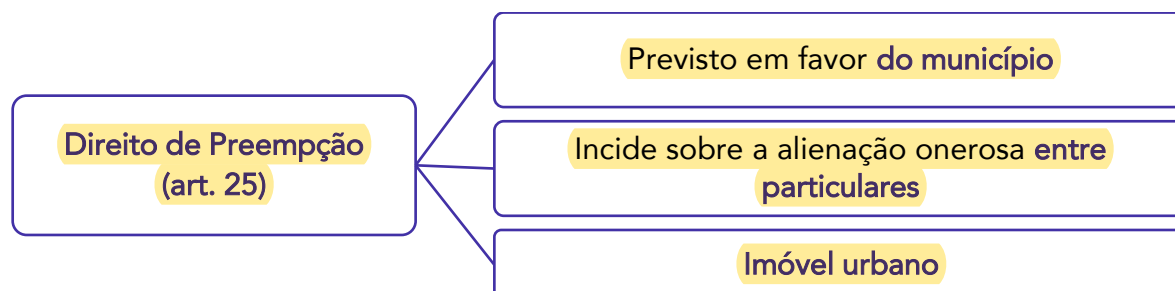 Direito de Preempção
(art. 25)
Previsto em favor do município
Incide sobre a alienação onerosa entre
particulares
Imóvel urbano